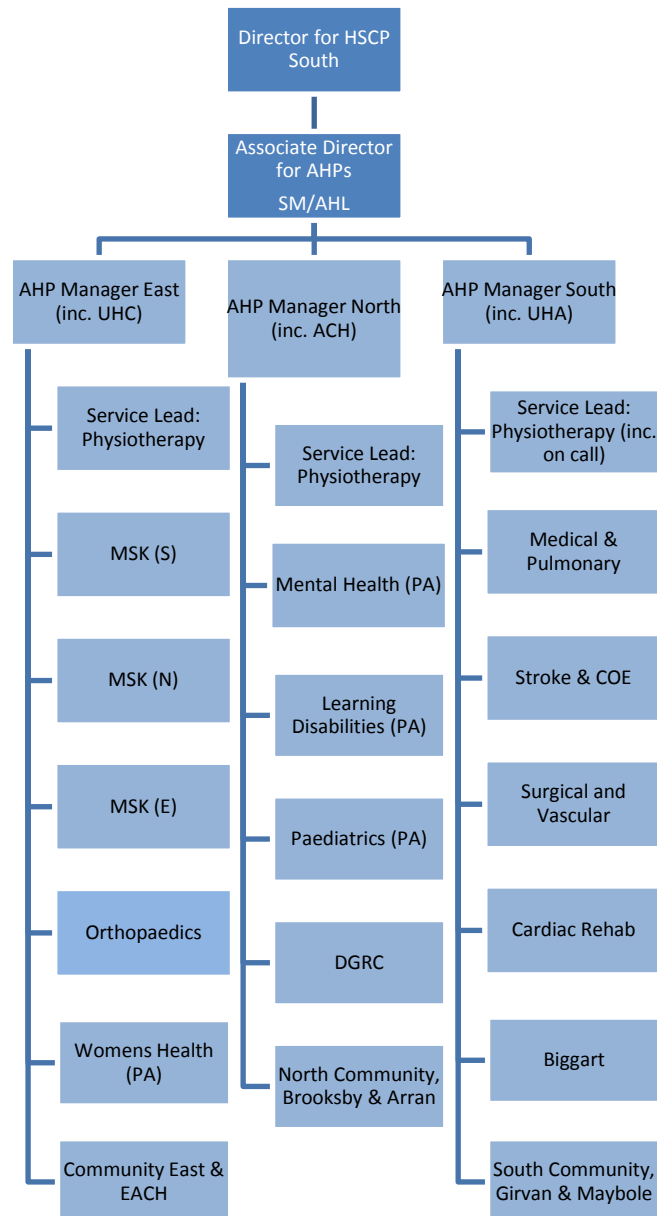 Director for HSCP
South
Associate Director
for AHPs
SM/AHL
AHP Manager East
(inc. UHC)
Service Lead:
Physiotherapy
MSK (S)
MSK (N)
MSK (E)
Orthopaedics
Womens Health
(PA)
Community East &
EACH
AHP Manager North
(inc. ACH)
Service Lead:
Physiotherapy
Mental Health (PA)
Learning
Disabilities (PA)
Paediatrics (PA)
DGRC
North Community,
Brooksby & Arran
AHP Manager South
(inc. UHA)
Service Lead:
Physiotherapy (inc.
on call)
Medical &
Pulmonary
Stroke & COE
Surgical and
Vascular
Cardiac Rehab
Biggart
South Community,
Girvan & Maybole